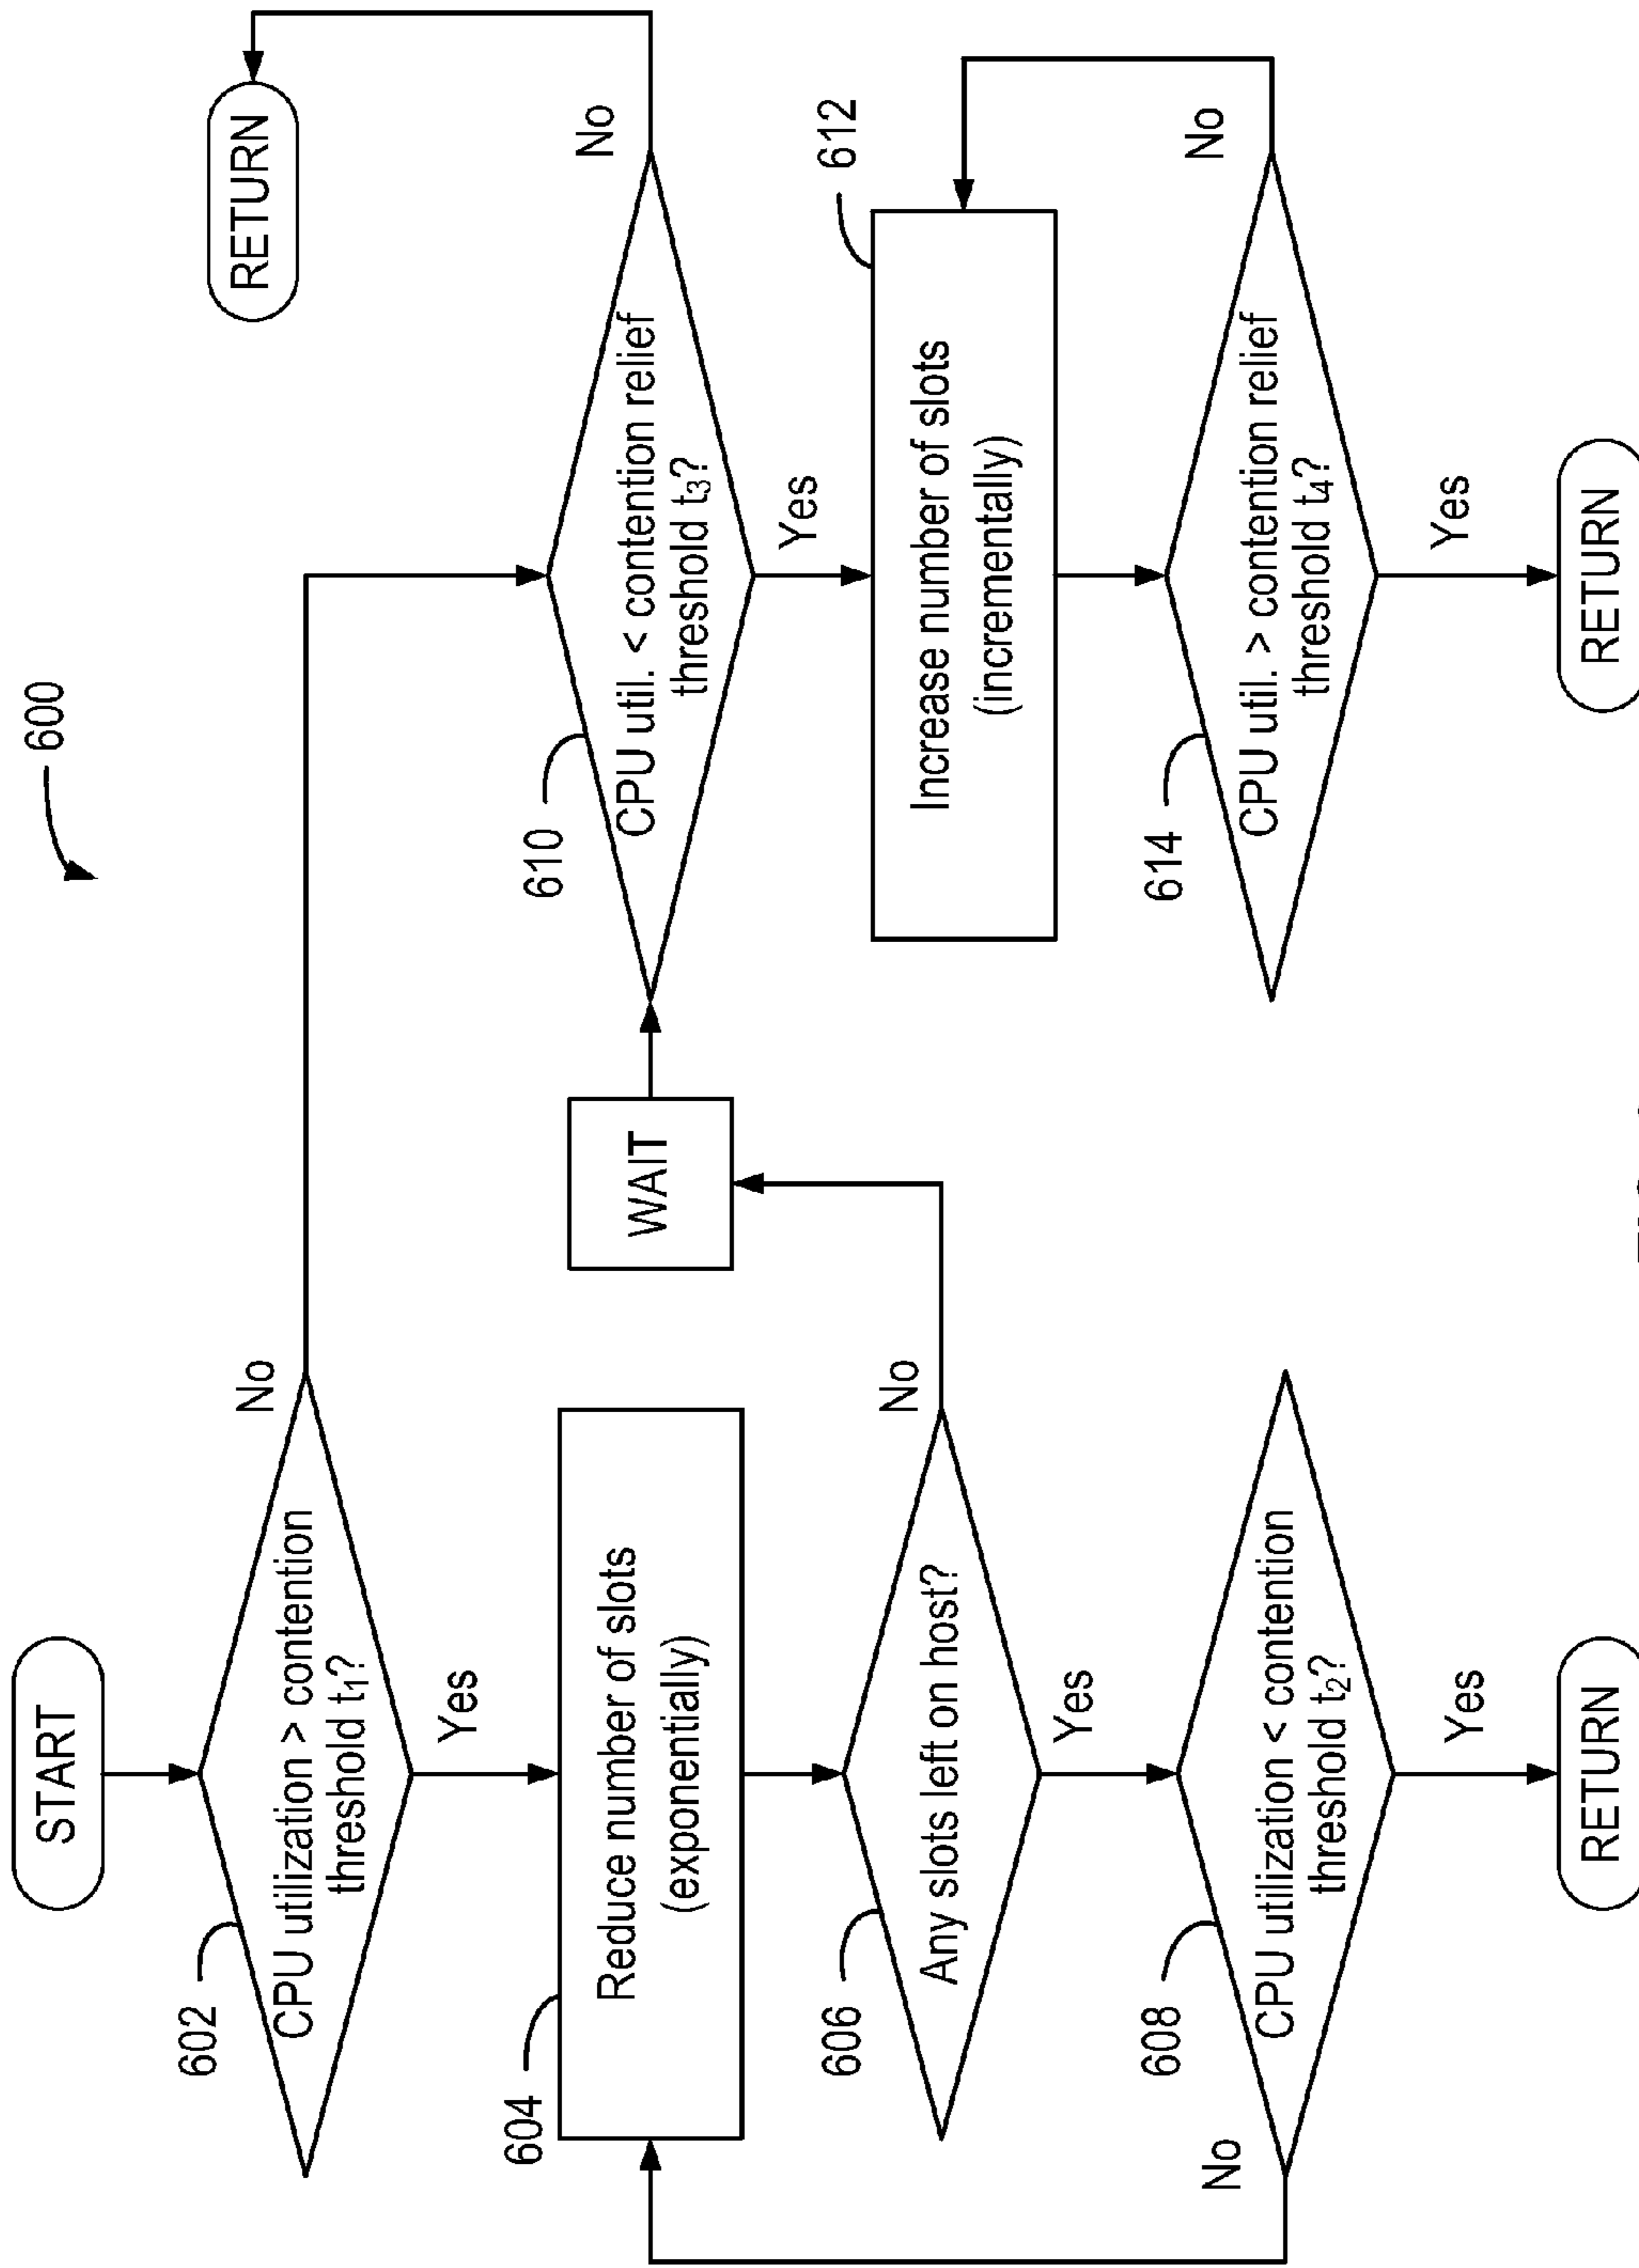 600
START
602
CPU utilization > contention
threshold t₁?
No
Yes
604
Reduce number of slots
(exponentially)
606
Any slots left on host?
No
Yes
608
CPU utilization < contention
threshold t₂?
No
Yes
RETURN
WAIT
RETURN
610
CPU util. < contention relief
threshold t₃?
No
Yes
612
Increase number of slots
(incrementally)
614
CPU util. > contention relief
threshold t₄?
No
Yes
RETURN